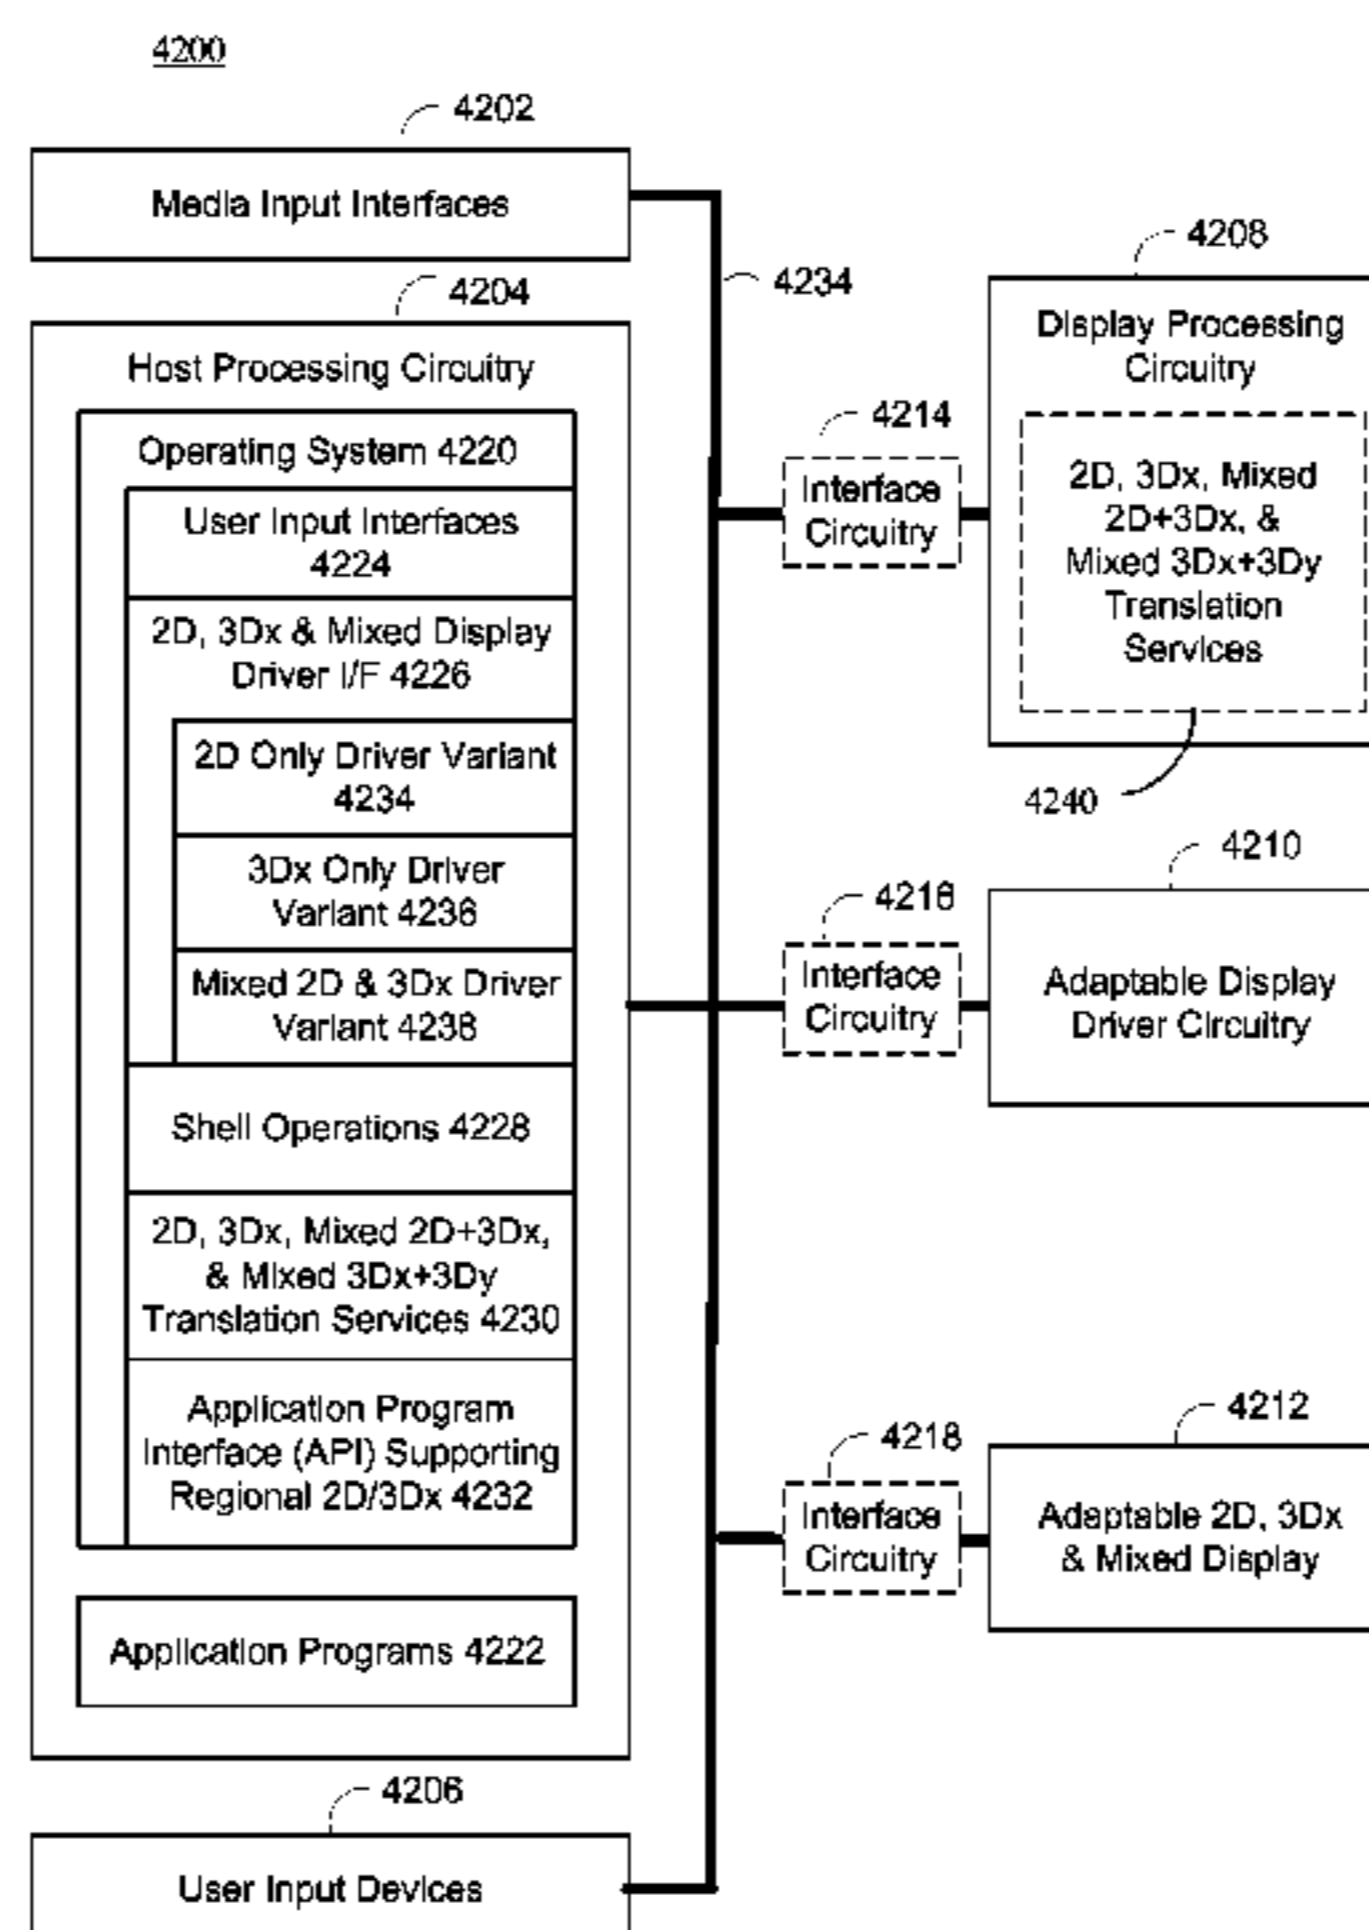 4200
4202
Media Input Interfaces
4204
Host Processing Circuitry
Operating System 4220
User Input Interfaces
4224
2D, 3Dx & Mixed Display
Driver I/F 4226
2D Only Driver Variant
4234
3Dx Only Driver
Variant 4236
Mixed 2D & 3Dx Driver
Variant 4238
Shell Operations 4228
2D, 3Dx, Mixed 2D+3Dx,
& Mixed 3Dx+3Dy
Translation Services 4230
Application Program
Interface (API) Supporting
Regional 2D/3Dx 4232
Application Programs 4222
4206
User Input Devices
4234
4214
Interface
Circuitry
4216
Interface
Circuitry
4218
Interface
Circuitry
4208
Display Processing
Circuitry
2D, 3Dx, Mixed
2D+3Dx, &
Mixed 3Dx+3Dy
Translation
Services
4240
4210
Adaptable Display
Driver Circuitry
4212
Adaptable 2D, 3Dx
& Mixed Display